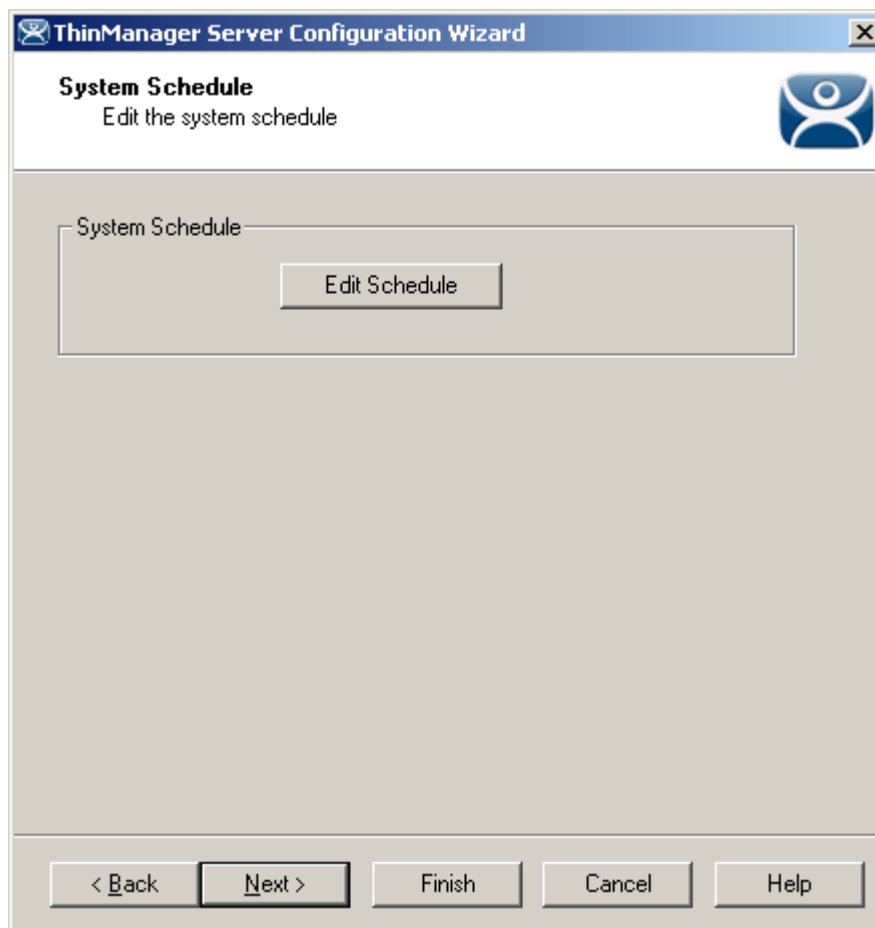 ThinManager Server Configuration Wizard
System Schedule
Edit the system schedule
System Schedule
Edit Schedule
< Back Next > Finish Cancel Help